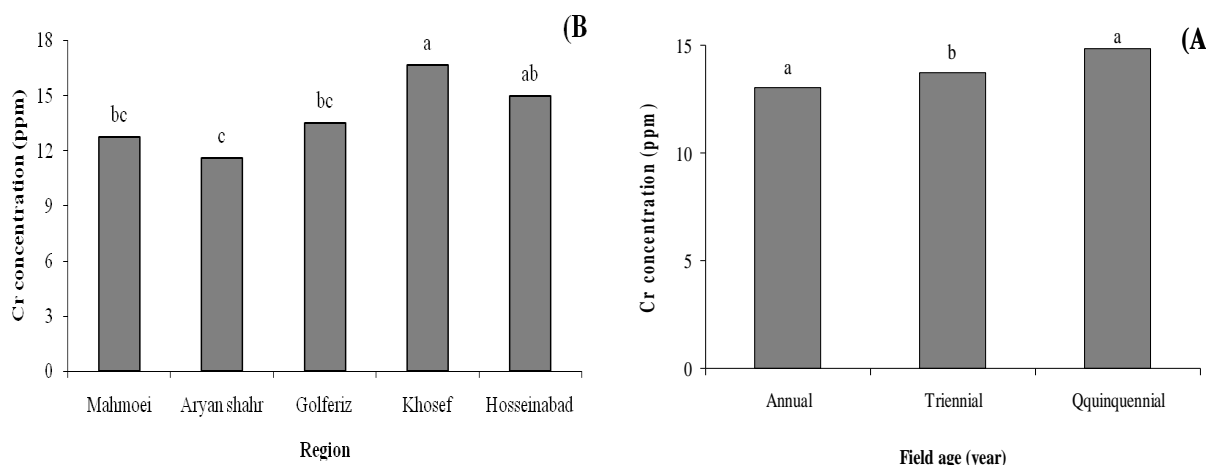 (B
Cr concentration (ppm)
18
15
12
9
6
3
0
bc
c
bc
a
ab
Mahmoei
Aryan shahr
Golferiz
Khosef
Hosseinabad
Region
(A
Cr concentration (ppm)
15
10
5
0
a
b
a
Annual
Triennial
Qquinquennial
Field age (year)